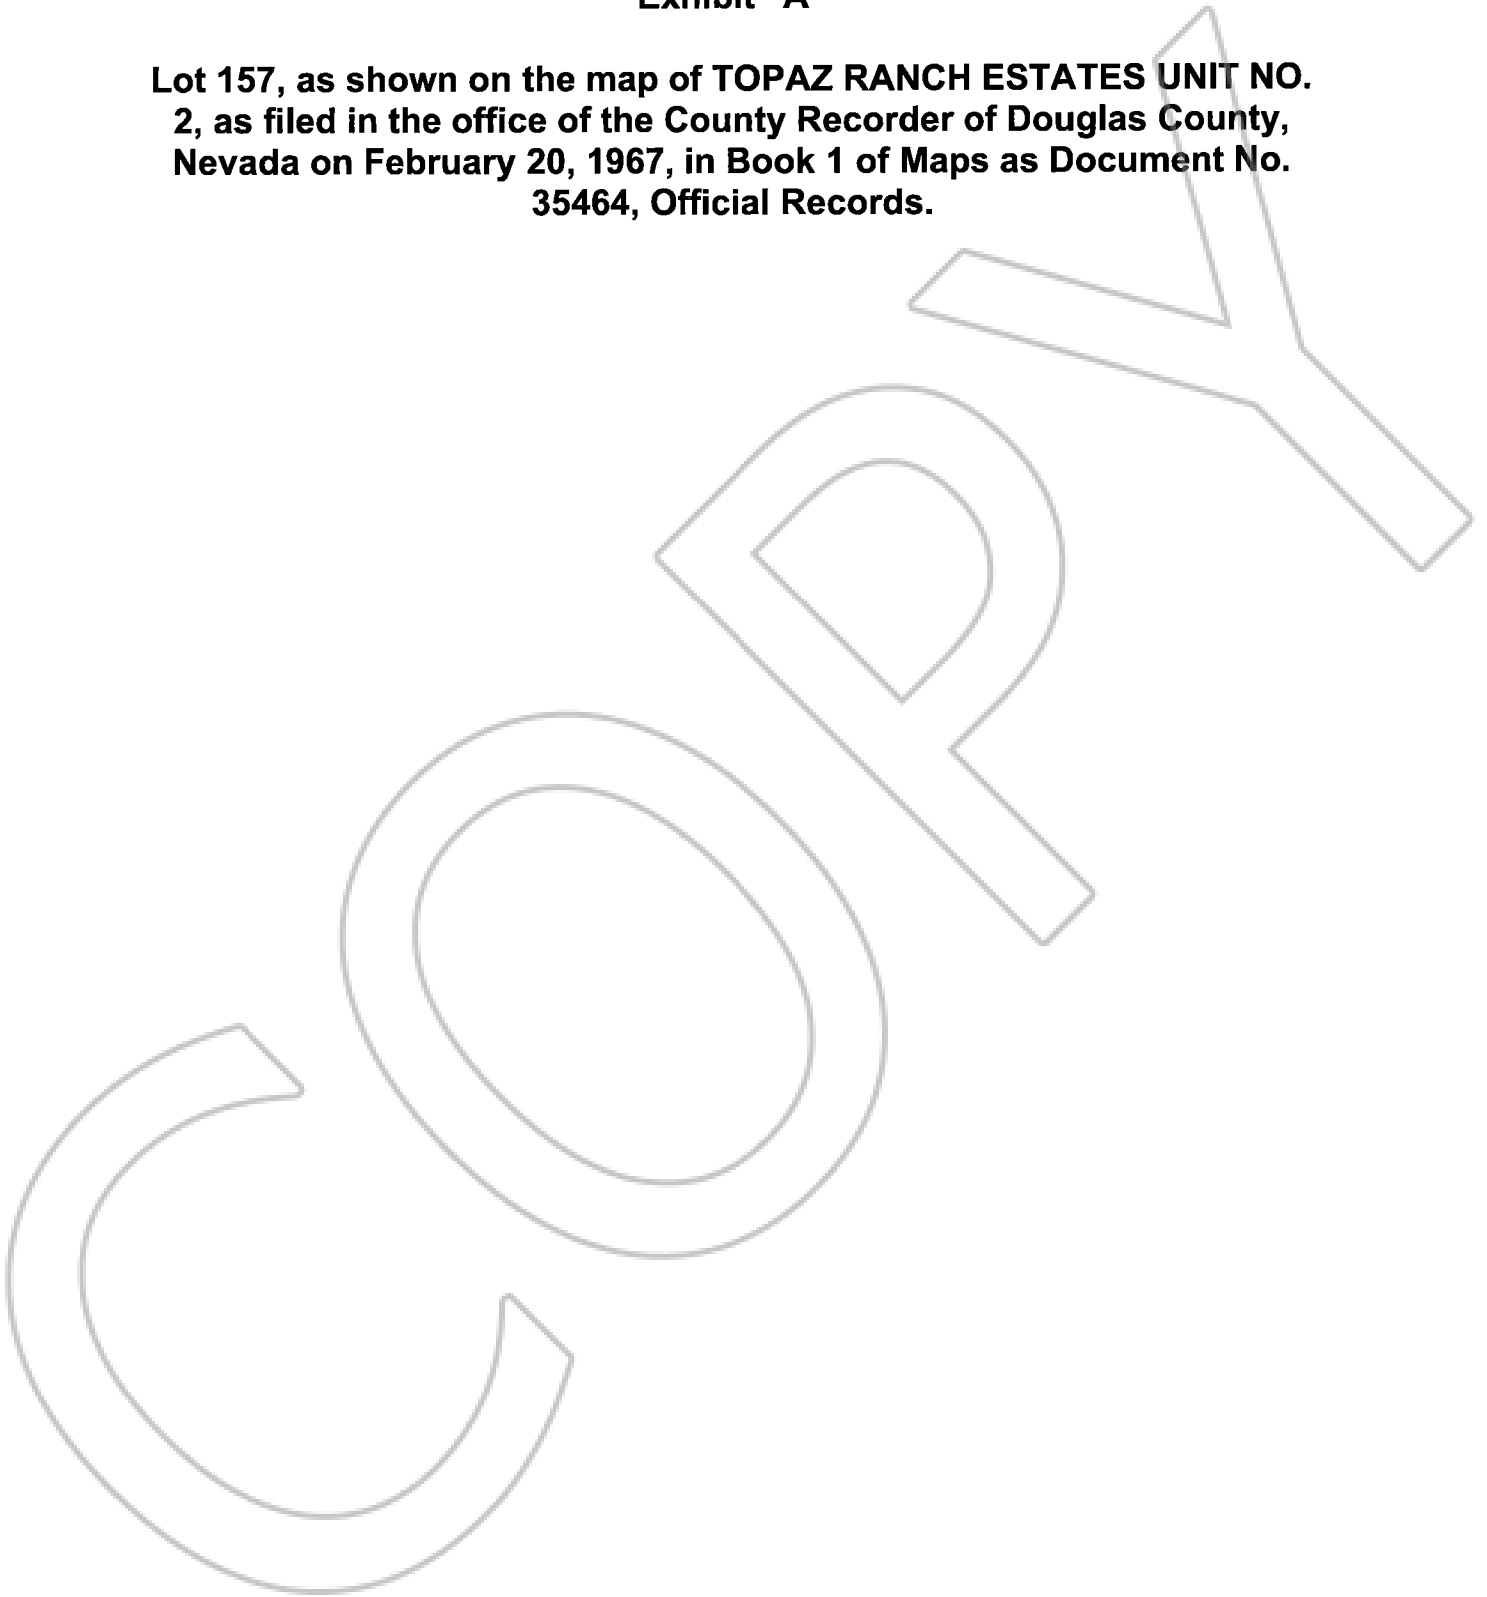 Exhibit "A"
Lot 157, as shown on the map of TOPAZ RANCH ESTATES UNIT NO.
2, as filed in the office of the County Recorder of Douglas County,
Nevada on February 20, 1967, in Book 1 of Maps as Document No.
35464, Official Records.
COPY